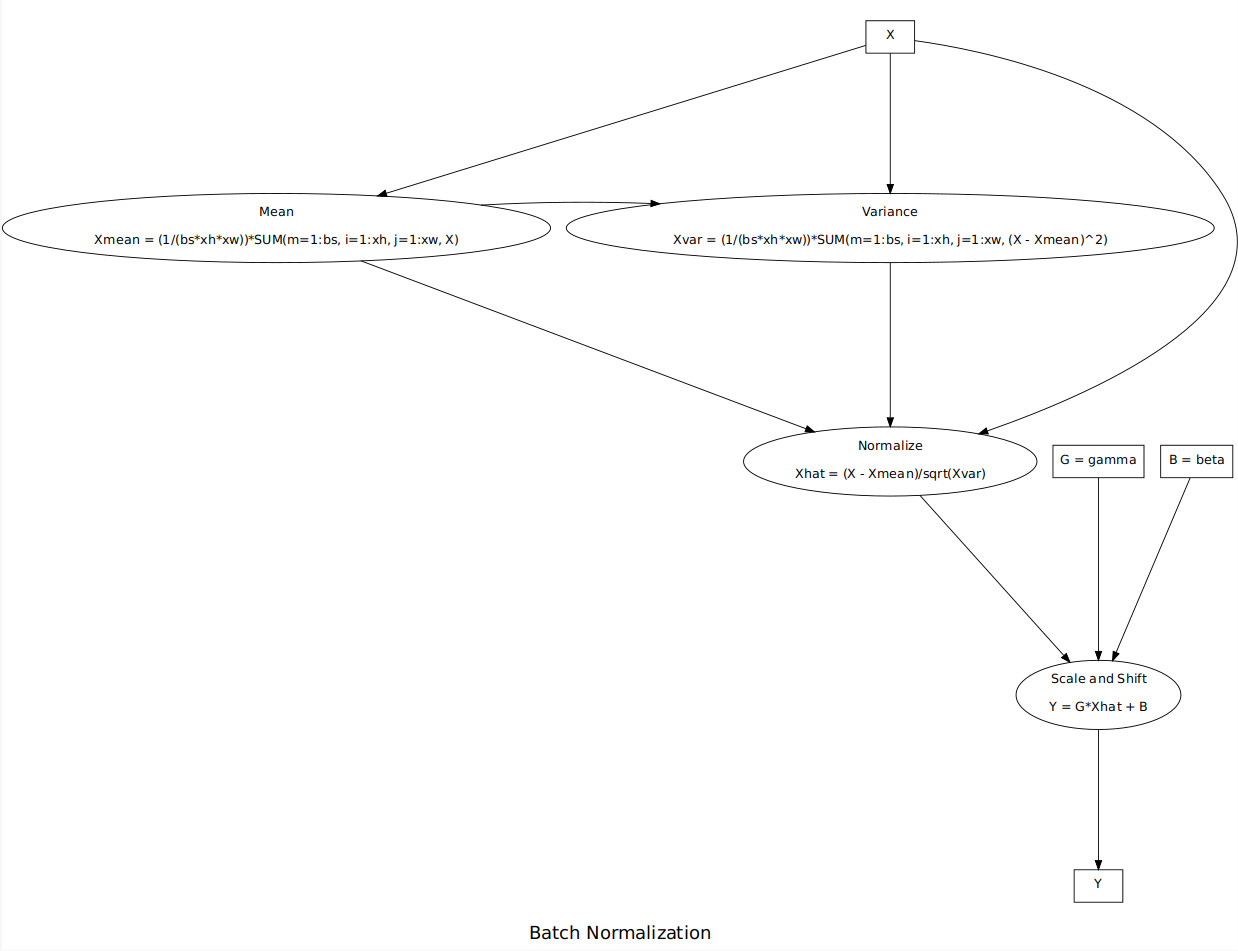 X
Mean
Xmean = (1/(bs*xh*xw))*SUM(m=1:bs, i=1:xh, j=1:xw, X)
Variance
Xvar = (1/(bs*xh*xw))*SUM(m=1:bs, i=1:xh, j=1:xw, (X - Xmean)^2)
Normalize
Xhat = (X - Xmean)/sqrt(Xvar)
G = gamma
B = beta
Scale and Shift
Y = G*Xhat + B
Y
Batch Normalization